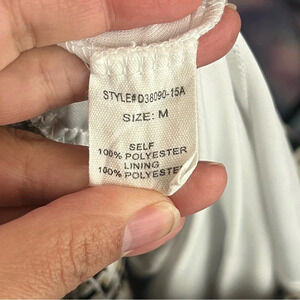 STYLE# D38090-15A
SIZE: M
SELF
100% POLYESTER
LINING
100% POLYESTER